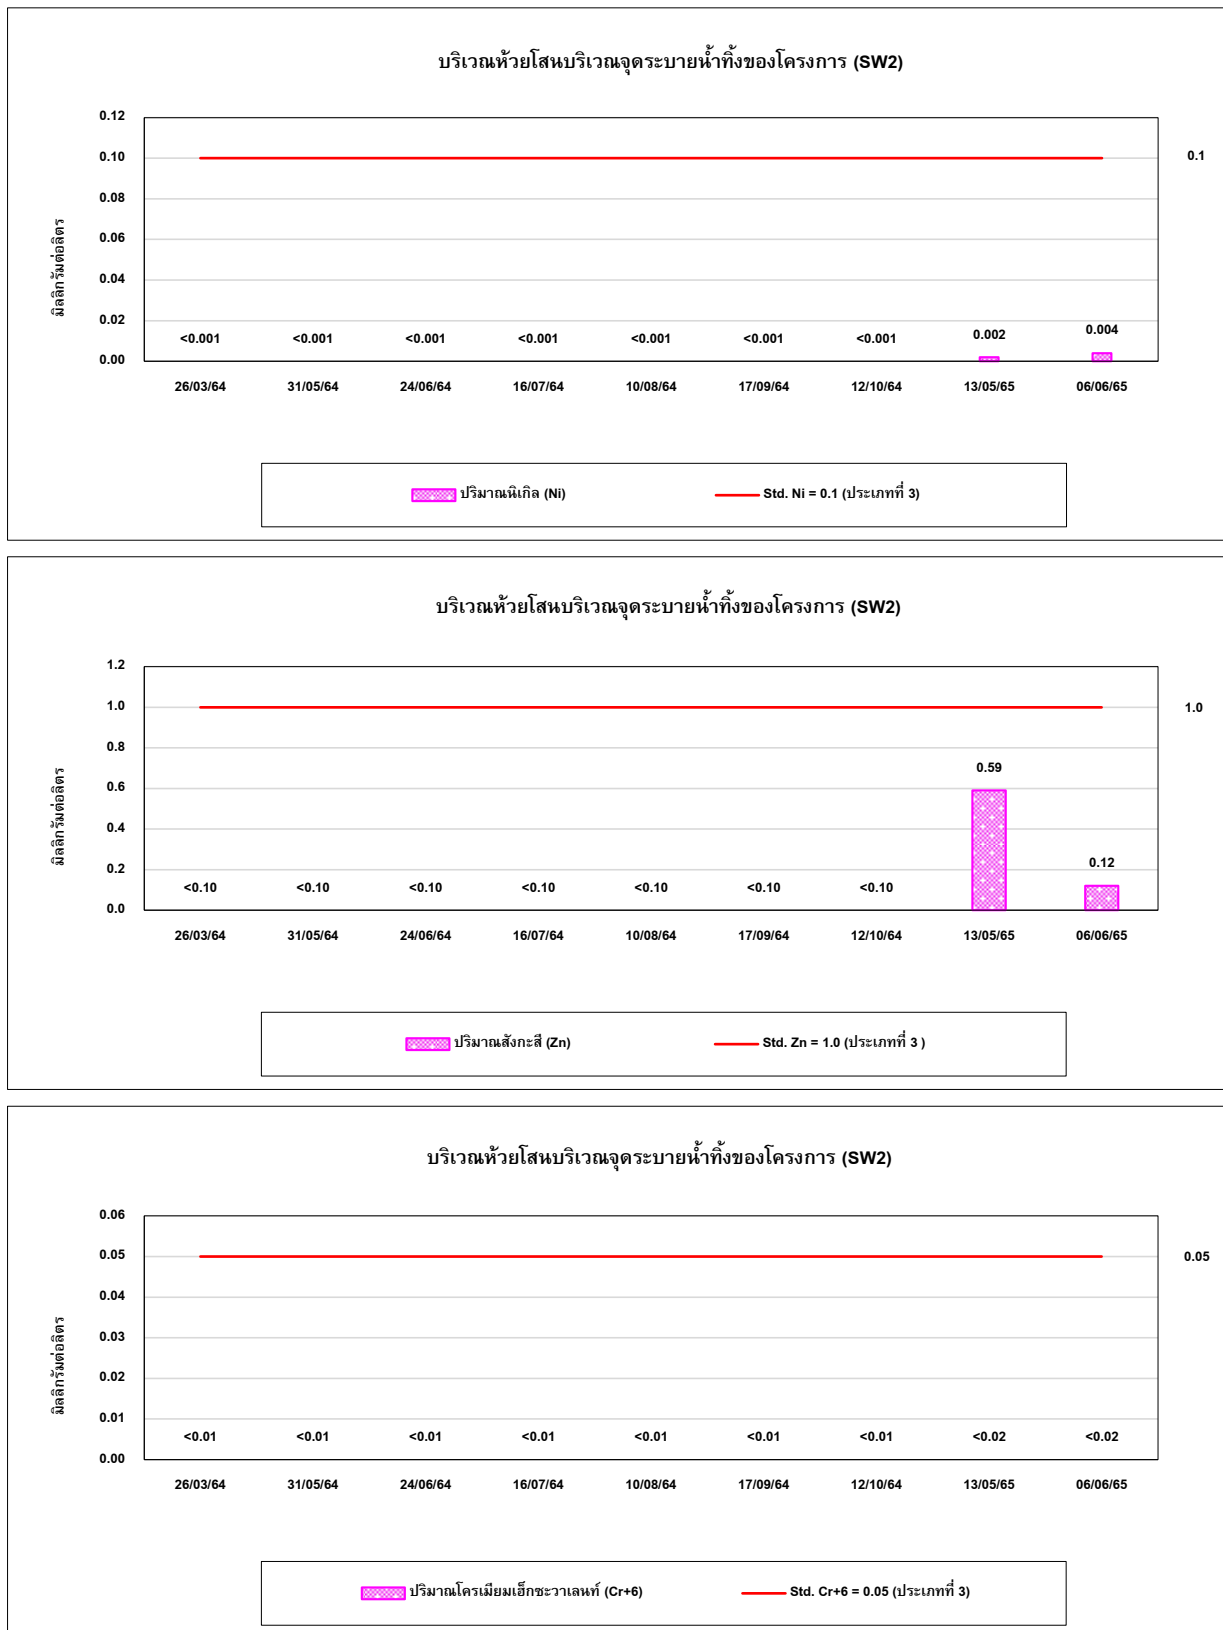 บริเวณห้วยโสนบริเวณจุดระบายน้ำทิ้งของโครงการ (SW2)
0.12
0.10
0.08
0.06
0.04
0.02
0.00
มิลลิกรัมต่อลิตร
0.1
<0.001 <0.001 <0.001 <0.001 <0.001 <0.001 <0.001 0.002 0.004
26/03/64 31/05/64 24/06/64 16/07/64 10/08/64 17/09/64 12/10/64 13/05/65 06/06/65
ปริมาณนิเกิล (Ni) Std. Ni = 0.1 (ประเภทที่ 3)
บริเวณห้วยโสนบริเวณจุดระบายน้ำทิ้งของโครงการ (SW2)
1.2
1.0
0.8
0.6
0.4
0.2
0.0
มิลลิกรัมต่อลิตร
1.0
<0.10 <0.10 <0.10 <0.10 <0.10 <0.10 <0.10 0.59 0.12
26/03/64 31/05/64 24/06/64 16/07/64 10/08/64 17/09/64 12/10/64 13/05/65 06/06/65
ปริมาณสังกะสี (Zn) Std. Zn = 1.0 (ประเภทที่ 3 )
บริเวณห้วยโสนบริเวณจุดระบายน้ำทิ้งของโครงการ (SW2)
0.06
0.05
0.04
0.03
0.02
0.01
0.00
มิลลิกรัมต่อลิตร
0.05
<0.01 <0.01 <0.01 <0.01 <0.01 <0.01 <0.01 <0.02 <0.02
26/03/64 31/05/64 24/06/64 16/07/64 10/08/64 17/09/64 12/10/64 13/05/65 06/06/65
ปริมาณโครเมียมเฮ็กซะวาเลนท์ (Cr+6) Std. Cr+6 = 0.05 (ประเภทที่ 3)